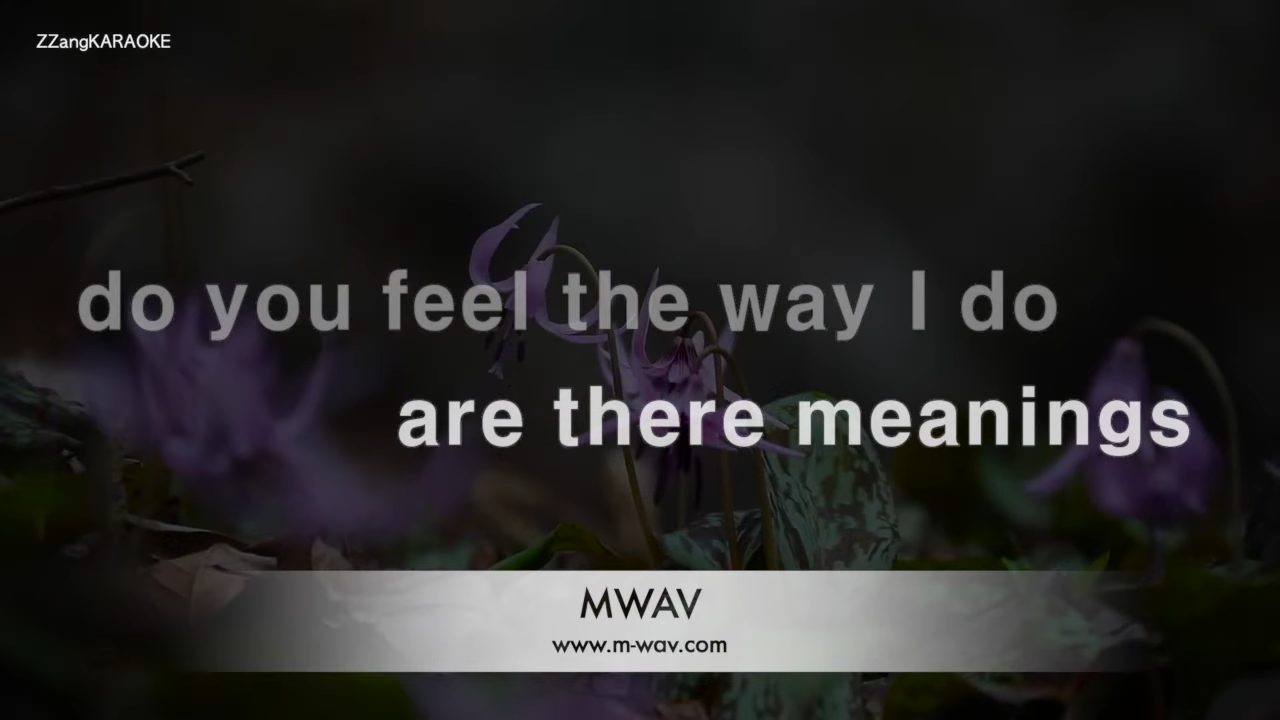 ZZangKARAOKE
do you feel the way I do
are there meanings
MWAV
www.m-wav.com